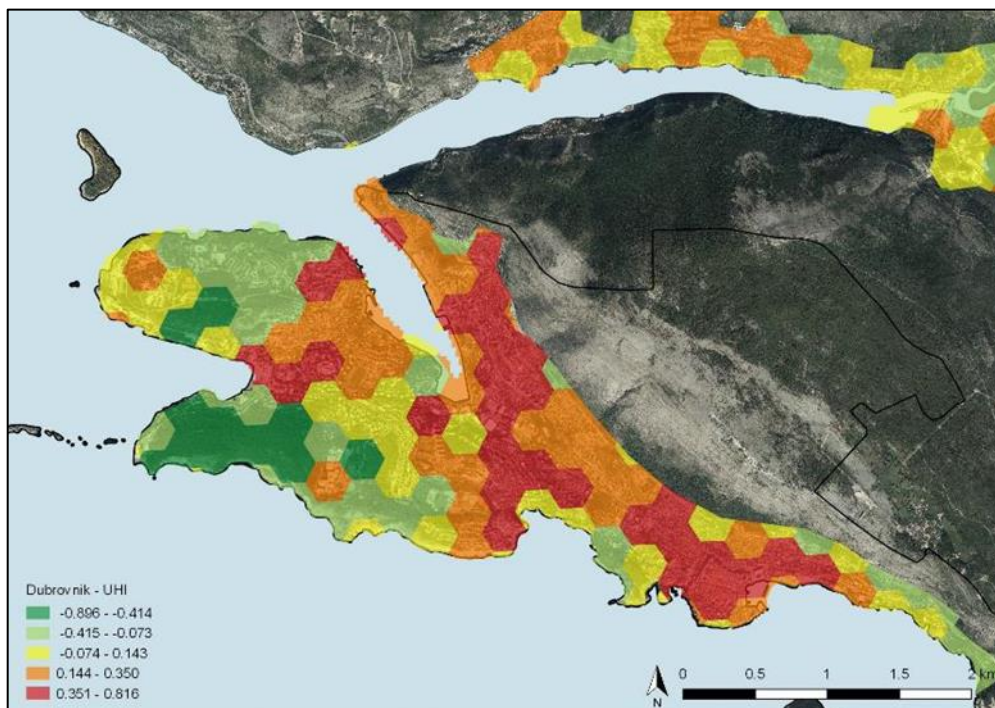 Dubrovnik - UHI
-0.896 - -0.414
-0.415 - -0.073
-0.074 - 0.143
0.144 - 0.350
0.351 - 0.816
N
0 0.5 1 1.5 2 km